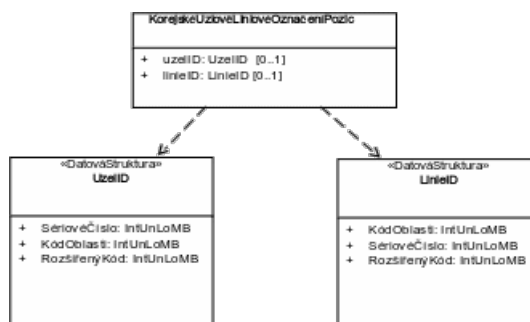 KorejskéUzlovéLiniovéOznačeníPozic
+ uzelID: UzelID [0..1]
+ linieID: LinieID [0..1]
«DatováStruktura»
UzelID
+ SériovéČíslo: IntUnLoMB
+ KódOblasti: IntUnLoMB
+ RozšířenýKód: IntUnLoMB
«DatováStruktura»
LinieID
+ KódOblasti: IntUnLoMB
+ SériovéČíslo: IntUnLoMB
+ RozšířenýKód: IntUnLoMB